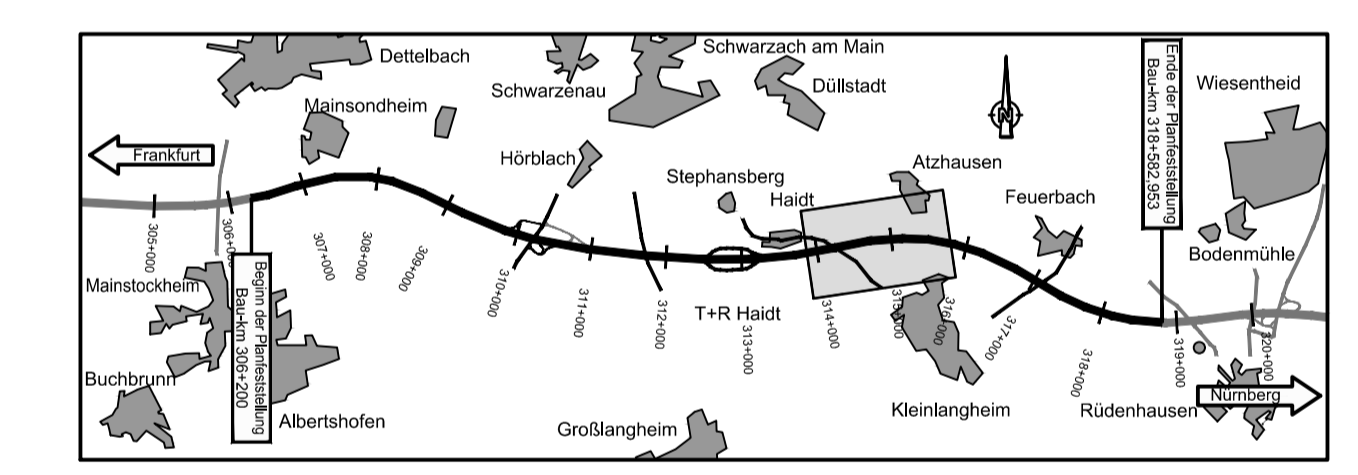 Dettelbach
Schwarzach am Main
Schwarzenau
Düllstadt
Wiesentheid
Mainsondheim
Ende der Planfeststellung
Bau-km 318+582,953
N
Frankfurt
Hörblach
Stephansberg
Atzhausen
Haidt
Feuerbach
Bodenmühle
305+000
306+000
307+000
308+000
309+000
310+000
311+000
312+000
313+000
314+000
315+000
316+000
317+000
318+000
319+000
320+000
Mainstockheim
Beginn der Planfeststellung
Bau-km 306+200
T+R Haidt
Buchbrunn
Albertshofen
Großlangheim
Kleinlangheim
Rüdenhausen
Nürnberg